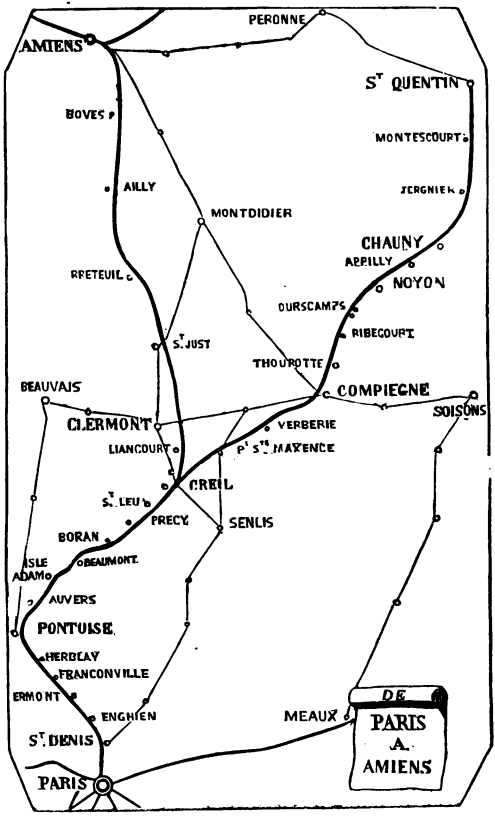 PERONNE
AMIENS
ST QUENTIN
BOVES
MONTESCOURT
JERGNIER
AILLY
MONTDIDIER
CHAUNY
APPILLY
RRETEUIL
NOYON
OURSCAMPS
RIBECOURT
ST JUST
THOUROTTE
BEAUVAIS
COMPIEGNE
SOISONS
CLERMONT
VERBERIE
LIANCOURT
PT STE MAXENCE
CREIL
ST LEU
PRECY
SENLIS
BORAN
BEAUMONT
ISLE
ADAM
AUVERS
PONTOISE
HERBLAY
FRANCONVILLE
ERMONT
ENGHIEN
MEAUX
ST DENIS
PARIS
DE
PARIS
A
AMIENS